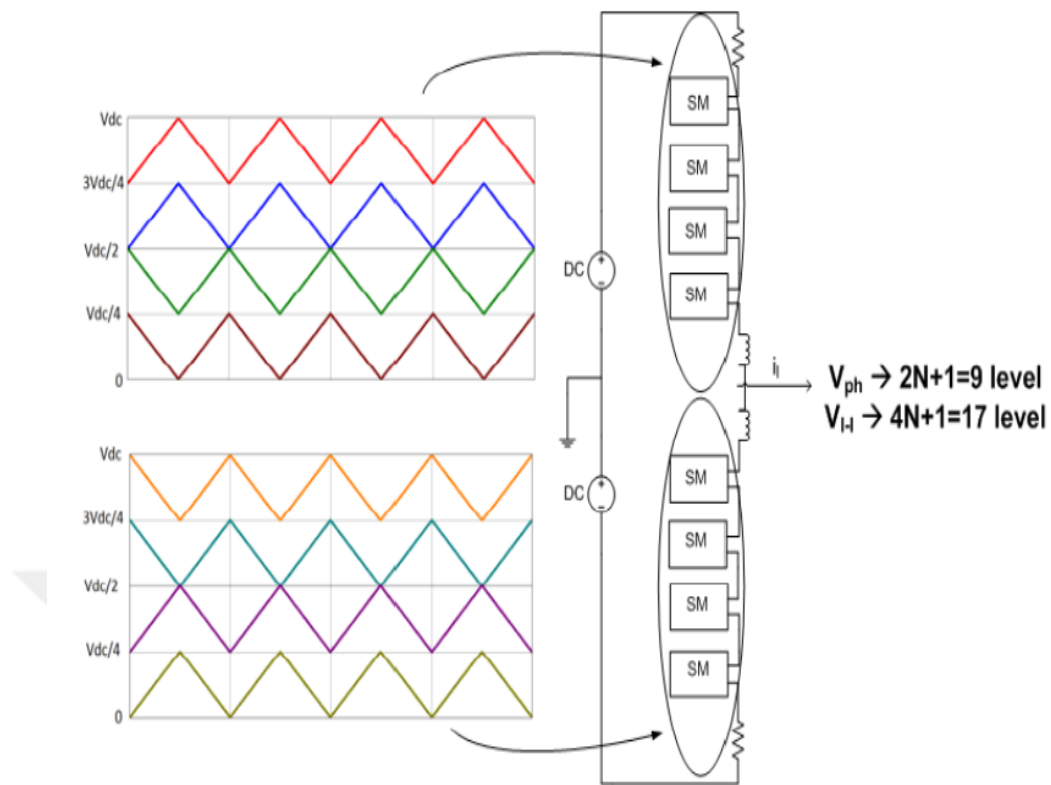 Vdc
3Vdc/4
Vdc/2
Vdc/4
0
Vdc
3Vdc/4
Vdc/2
Vdc/4
0
SM
SM
SM
SM
DC
+
-
DC
+
-
SM
SM
SM
SM
iₗ
Vph → 2N+1=9 level
Vl-l → 4N+1=17 level